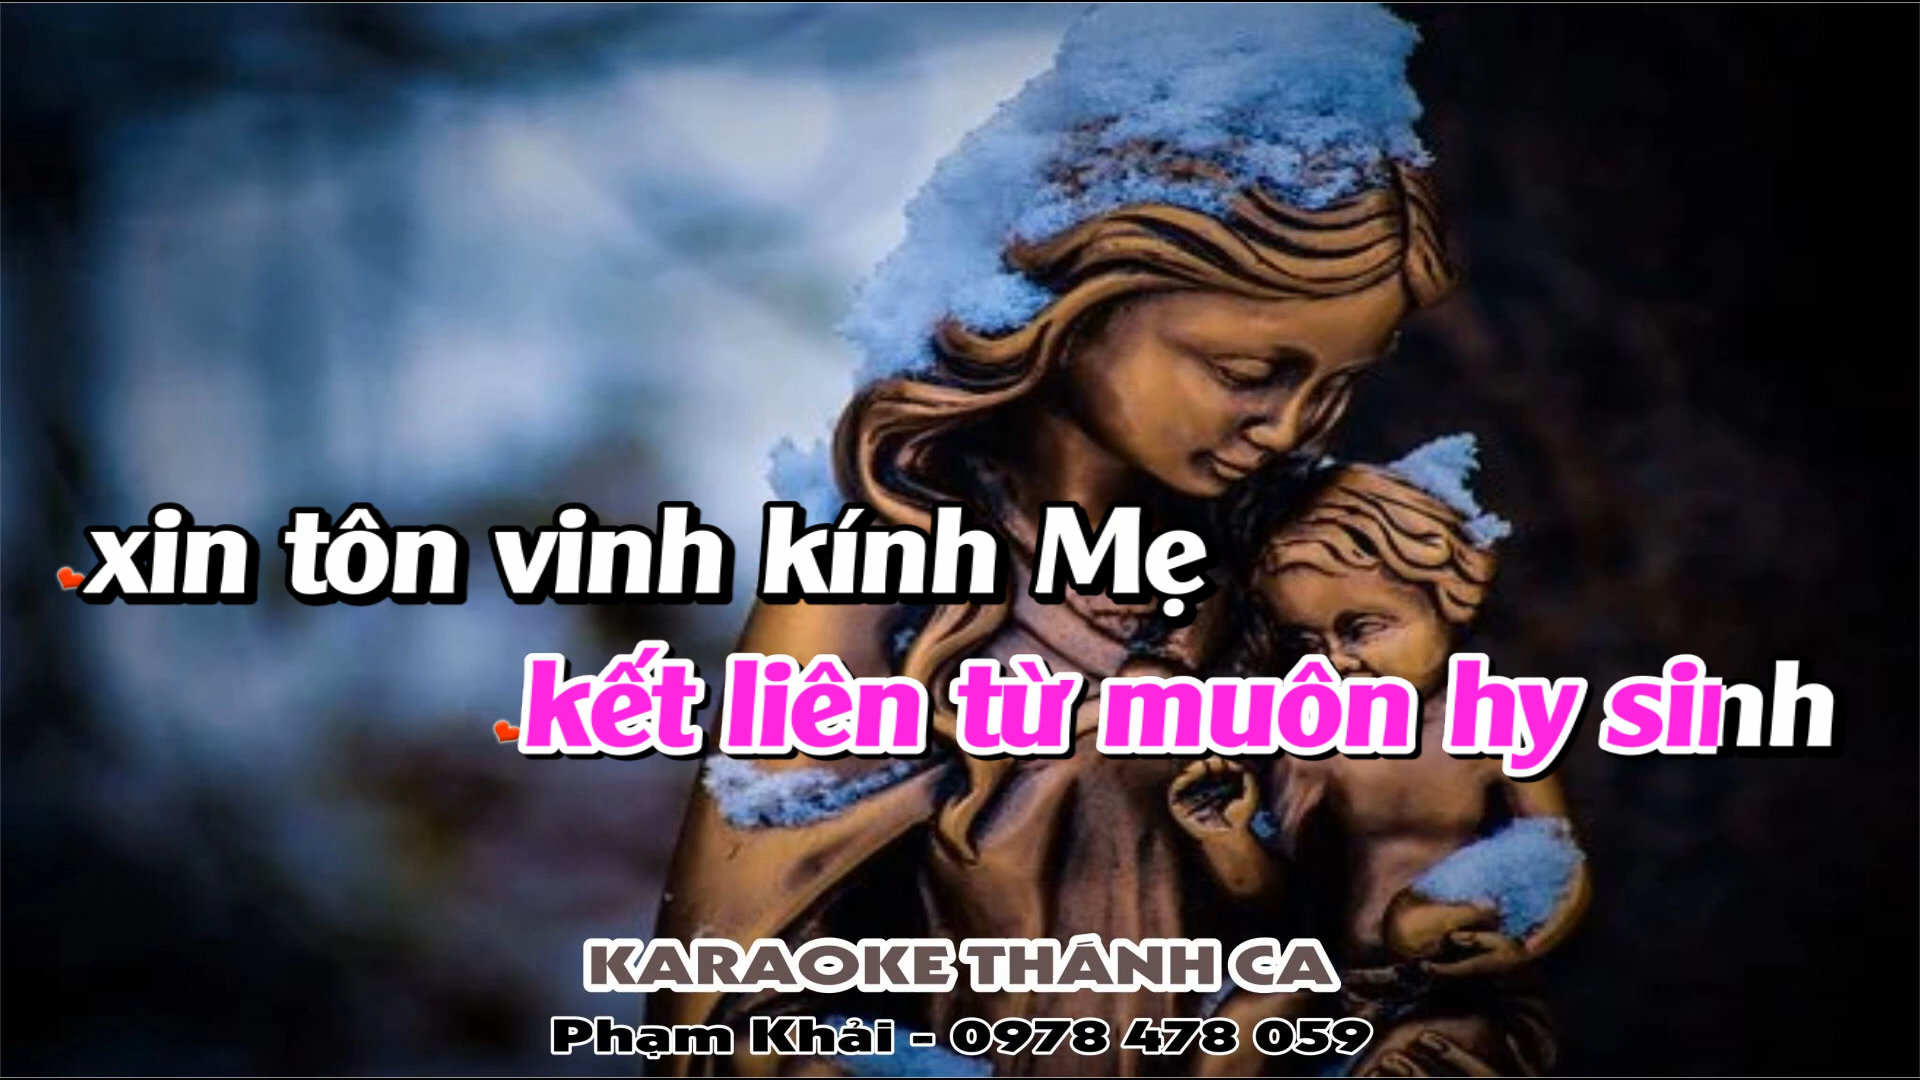 xin tôn vinh kính Mẹ
kết liên từ muôn hy sinh
KARAOKE THÁNH CA
Phạm Khải - 0978 478 059